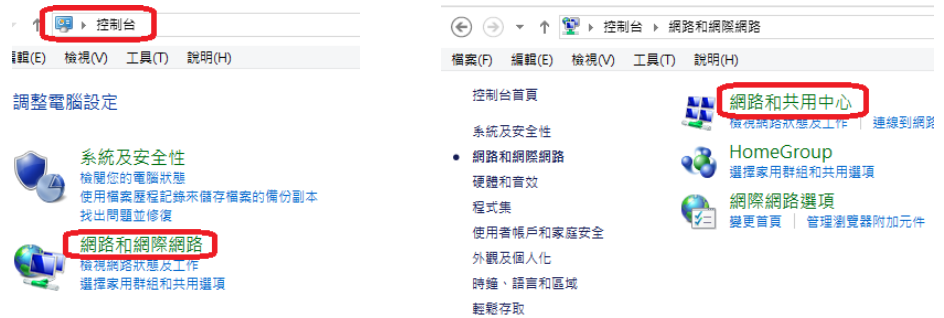 控制台
編輯(E) 檢視(V) 工具(T) 說明(H)
調整電腦設定
系統及安全性
檢閱您的電腦狀態
使用檔案歷程記錄來儲存檔案的備份副本
找出問題並修復
網路和網際網路
檢視網路狀態及工作
選擇家用群組和共用選項
控制台 網路和網際網路
檔案(F) 編輯(E) 檢視(V) 工具(T) 說明(H)
控制台首頁
系統及安全性
網路和網際網路
硬體和音效
程式集
使用者帳戶和家庭安全
外觀及個人化
時鐘、語言和區域
輕鬆存取
網路和共用中心
檢視網路狀態及工作 連線到網路
HomeGroup
選擇家用群組和共用選項
網際網路選項
變更首頁 管理瀏覽器附加元件